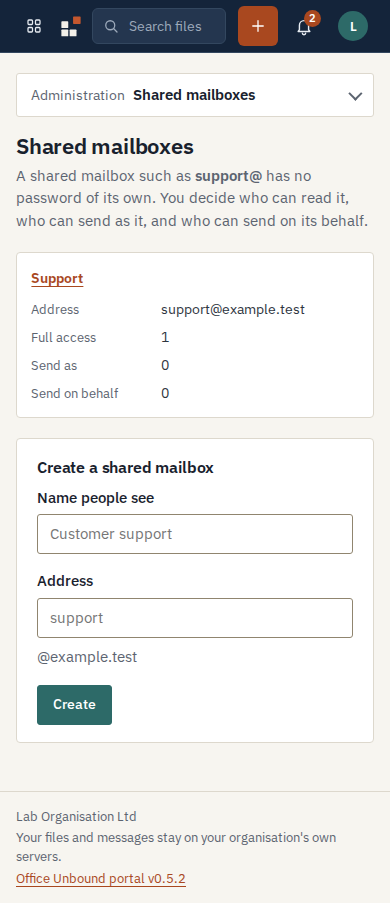 Search files
2
L
Administration Shared mailboxes
Shared mailboxes
A shared mailbox such as support@ has no
password of its own. You decide who can read it,
who can send as it, and who can send on its behalf.
Support
Address support@example.test
Full access 1
Send as 0
Send on behalf 0
Create a shared mailbox
Name people see
Customer support
Address
support
@example.test
Create
Lab Organisation Ltd
Your files and messages stay on your organisation's own
servers.
Office Unbound portal v0.5.2